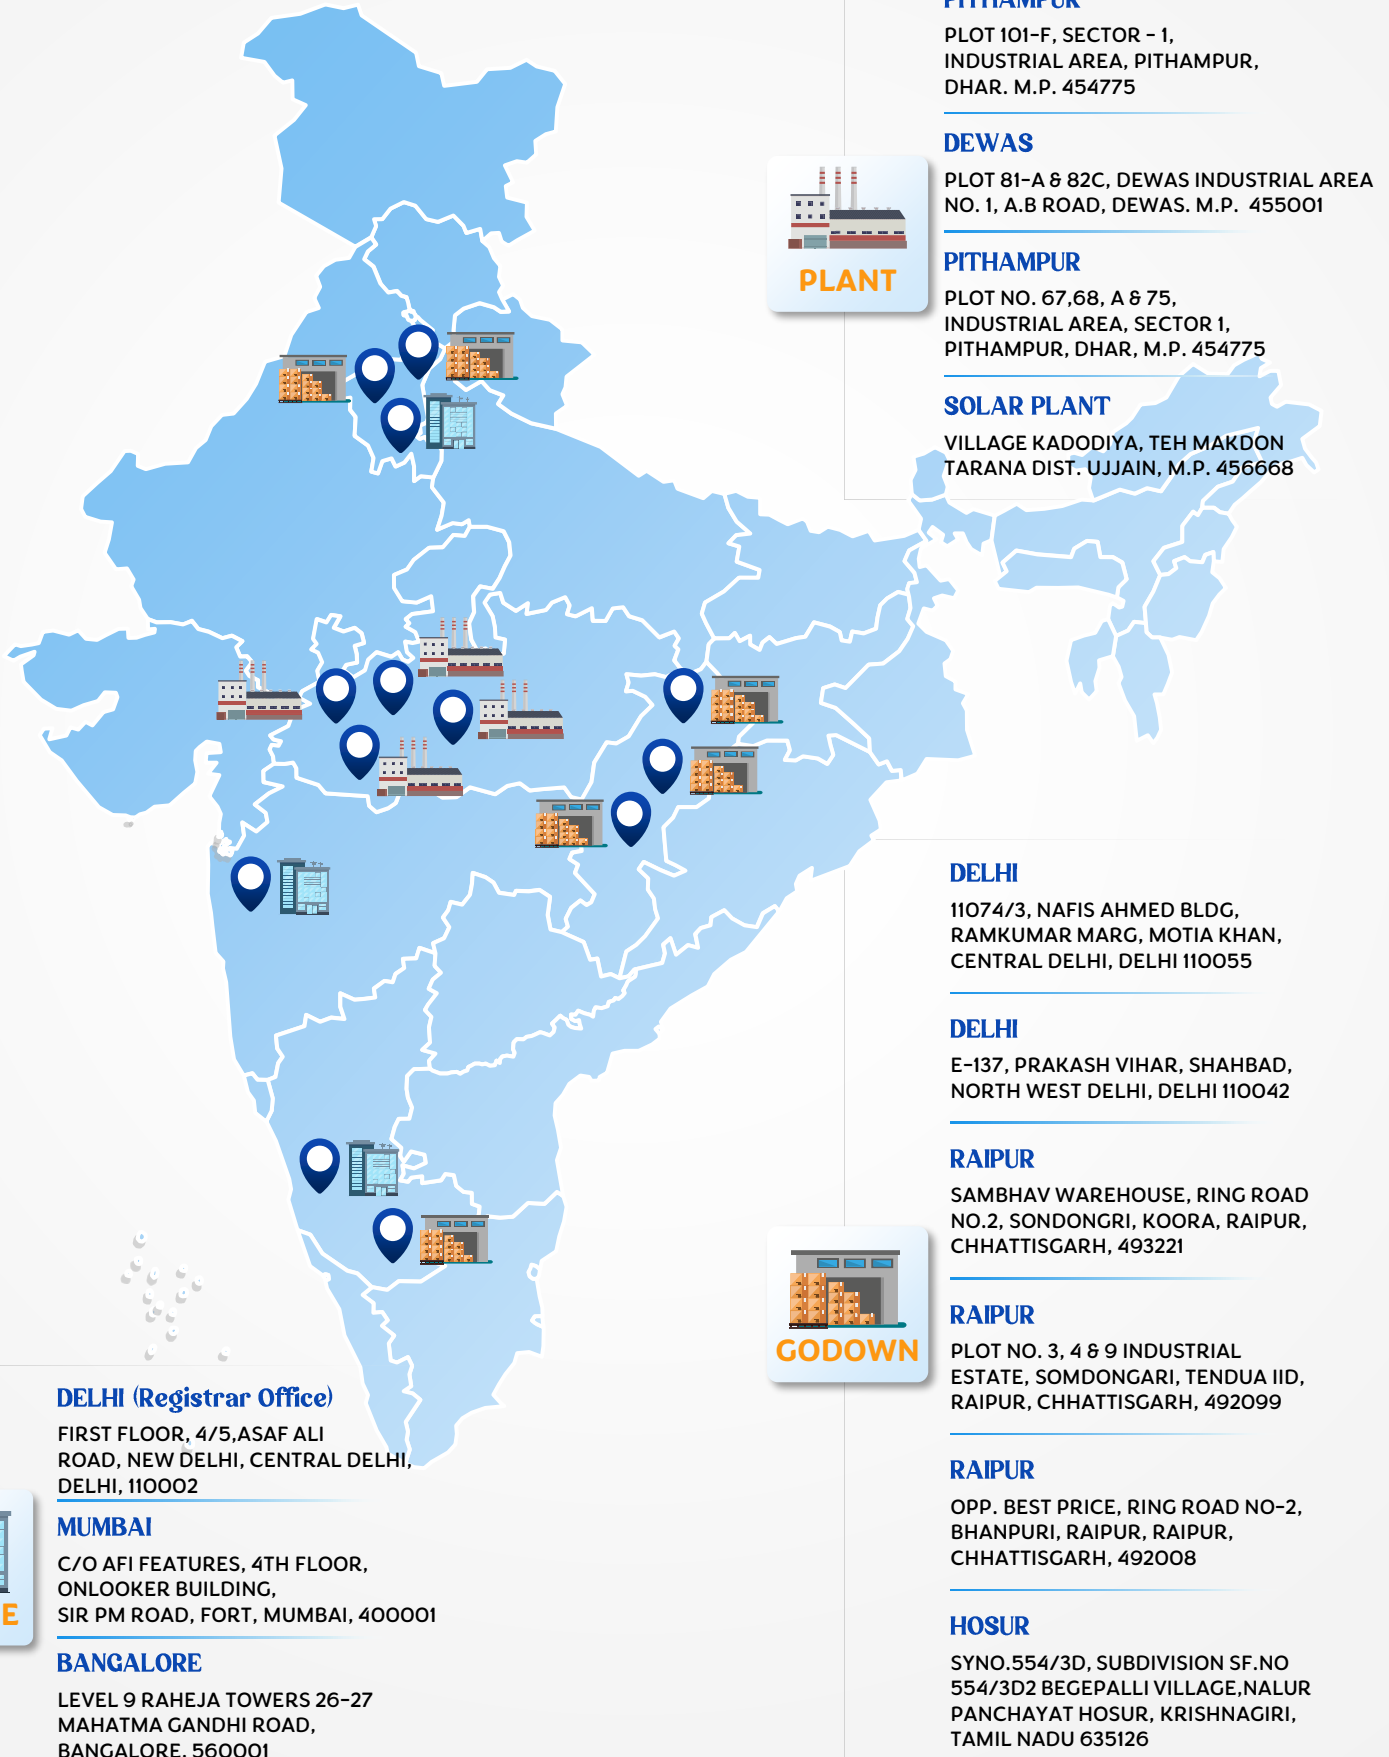 PITHAMPUR
PLOT 101-F, SECTOR - 1,
INDUSTRIAL AREA, PITHAMPUR,
DHAR. M.P. 454775
DEWAS
PLOT 81-A & 82C, DEWAS INDUSTRIAL AREA
NO. 1, A.B ROAD, DEWAS. M.P. 455001
PLANT
PITHAMPUR
PLOT NO. 67,68, A & 75,
INDUSTRIAL AREA, SECTOR 1,
PITHAMPUR, DHAR, M.P. 454775
SOLAR PLANT
VILLAGE KADODIYA, TEH MAKDON
TARANA DIST. UJJAIN, M.P. 456668
DELHI
11074/3, NAFIS AHMED BLDG,
RAMKUMAR MARG, MOTIA KHAN,
CENTRAL DELHI, DELHI 110055
DELHI
E-137, PRAKASH VIHAR, SHAHBAD,
NORTH WEST DELHI, DELHI 110042
RAIPUR
SAMBHAV WAREHOUSE, RING ROAD
NO.2, SONDONGRI, KOORA, RAIPUR,
CHHATTISGARH, 493221
GODOWN
RAIPUR
PLOT NO. 3, 4 & 9 INDUSTRIAL
ESTATE, SOMDONGARI, TENDUA IID,
RAIPUR, CHHATTISGARH, 492099
RAIPUR
OPP. BEST PRICE, RING ROAD NO-2,
BHANPURI, RAIPUR, RAIPUR,
CHHATTISGARH, 492008
HOSUR
SYNO.554/3D, SUBDIVISION SF.NO
554/3D2 BEGEPALLI VILLAGE,NALUR
PANCHAYAT HOSUR, KRISHNAGIRI,
TAMIL NADU 635126
DELHI (Registrar Office)
FIRST FLOOR, 4/5,ASAF ALI
ROAD, NEW DELHI, CENTRAL DELHI,
DELHI, 110002
MUMBAI
C/O AFI FEATURES, 4TH FLOOR,
ONLOOKER BUILDING,
SIR PM ROAD, FORT, MUMBAI, 400001
E
BANGALORE
LEVEL 9 RAHEJA TOWERS 26-27
MAHATMA GANDHI ROAD,
BANGALORE, 560001